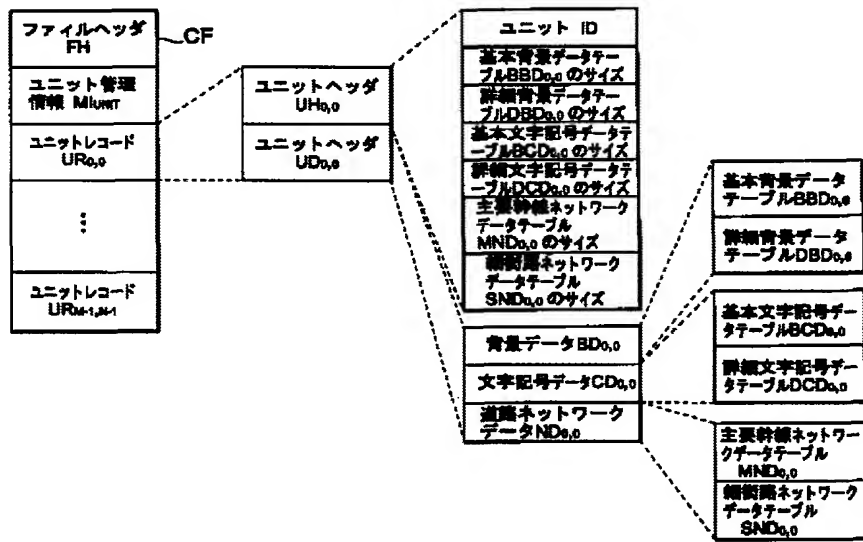 ファイルヘッダ
FH
CF
ユニット管理
情報 MIUNIT
ユニットレコード
UR0,0
⋮
ユニットレコード
URM-1,N-1
ユニットヘッダ
UH0,0
ユニットヘッダ
UD0,0
ユニット ID
基本背景データテー
ブルBBD0,0 のサイズ
詳細背景データテー
ブルDBD0,0 のサイズ
基本文字記号データテ
ーブルBCD0,0 のサイズ
詳細文字記号データテ
ーブルDCD0,0 のサイズ
主要幹線ネットワーク
データテーブル
MND0,0 のサイズ
細街路ネットワーク
データテーブル
SND0,0 のサイズ
背景データBD0,0
文字記号データCD0,0
道路ネットワーク
データND0,0
基本背景データ
テーブルBBD0,0
詳細背景データ
テーブルDBD0,0
基本文字記号デー
タテーブルBCD0,0
詳細文字記号デー
タテーブルDCD0,0
主要幹線ネットワー
クデータテーブル
MND0,0
細街路ネットワーク
データテーブル
SND0,0